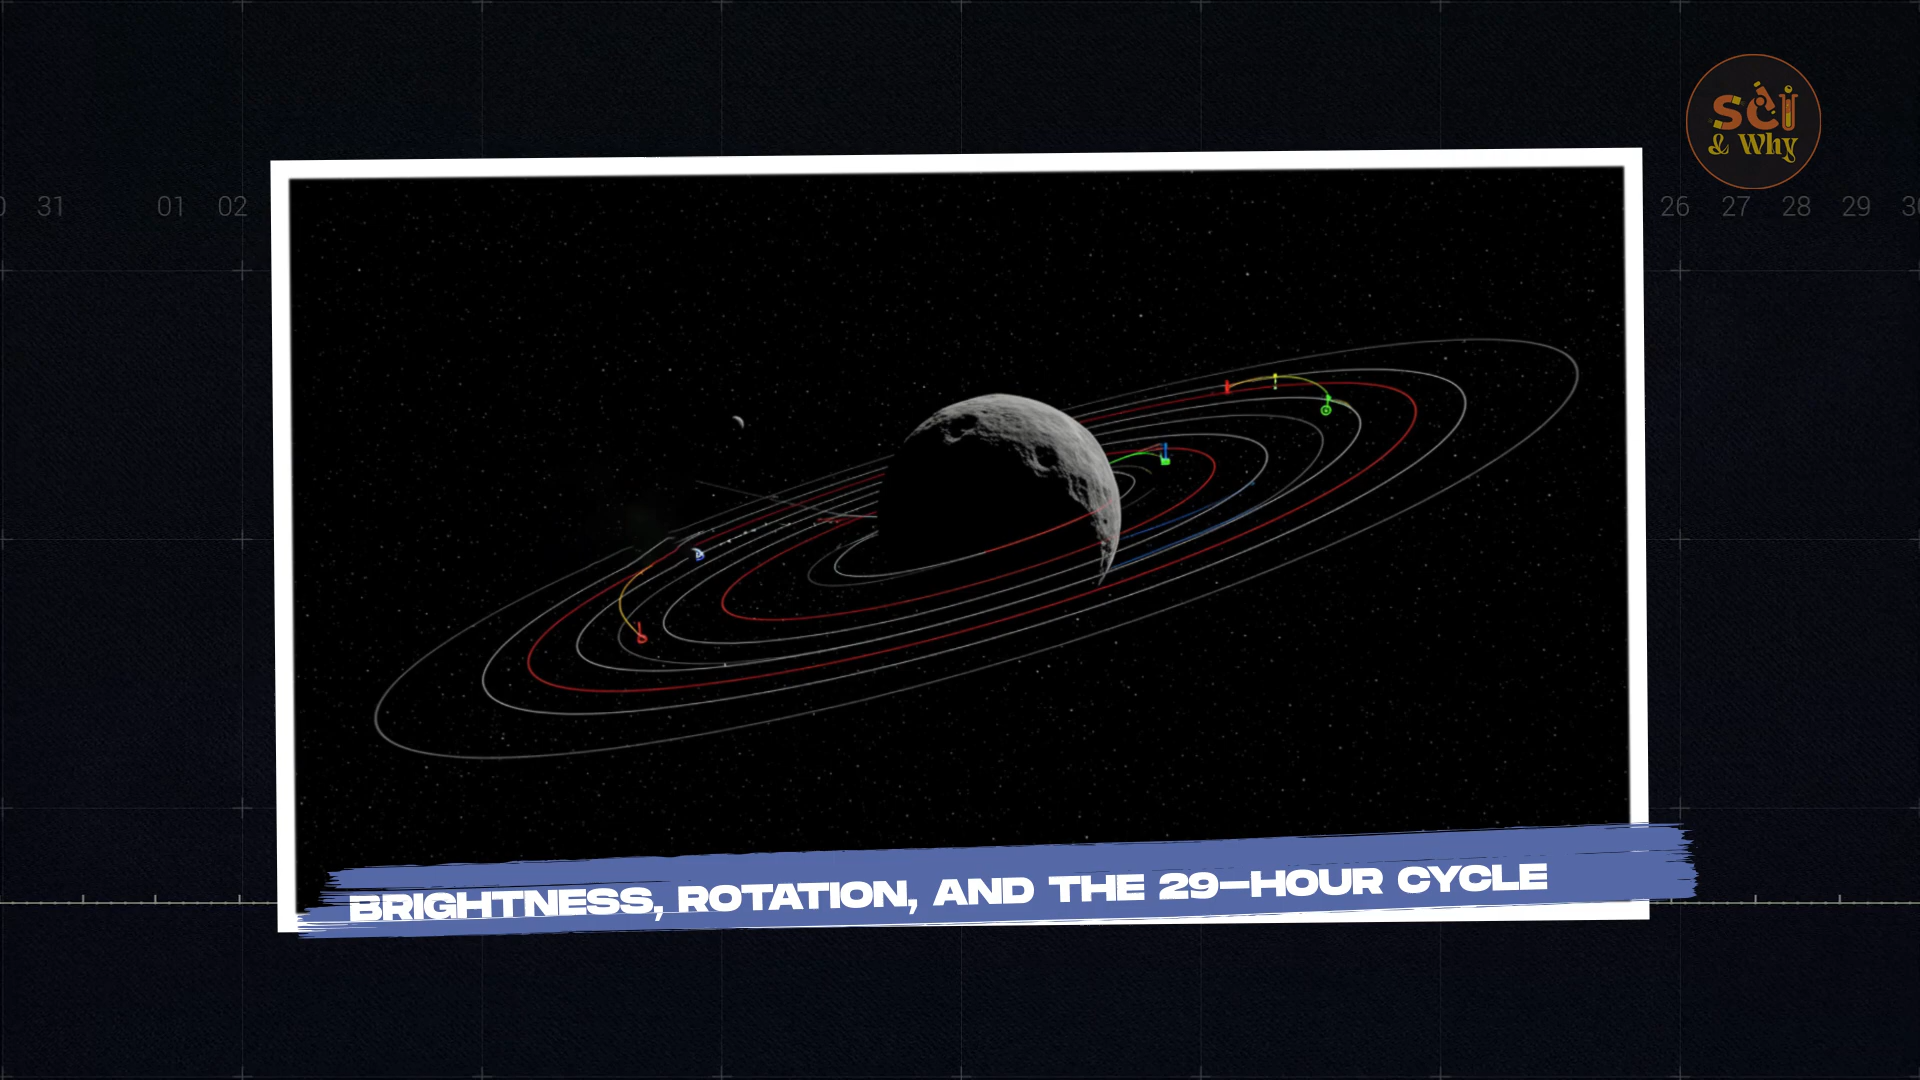 SCI
& Why
31 01 02 26 27 28 29
BRIGHTNESS, ROTATION, AND THE 29-HOUR CYCLE